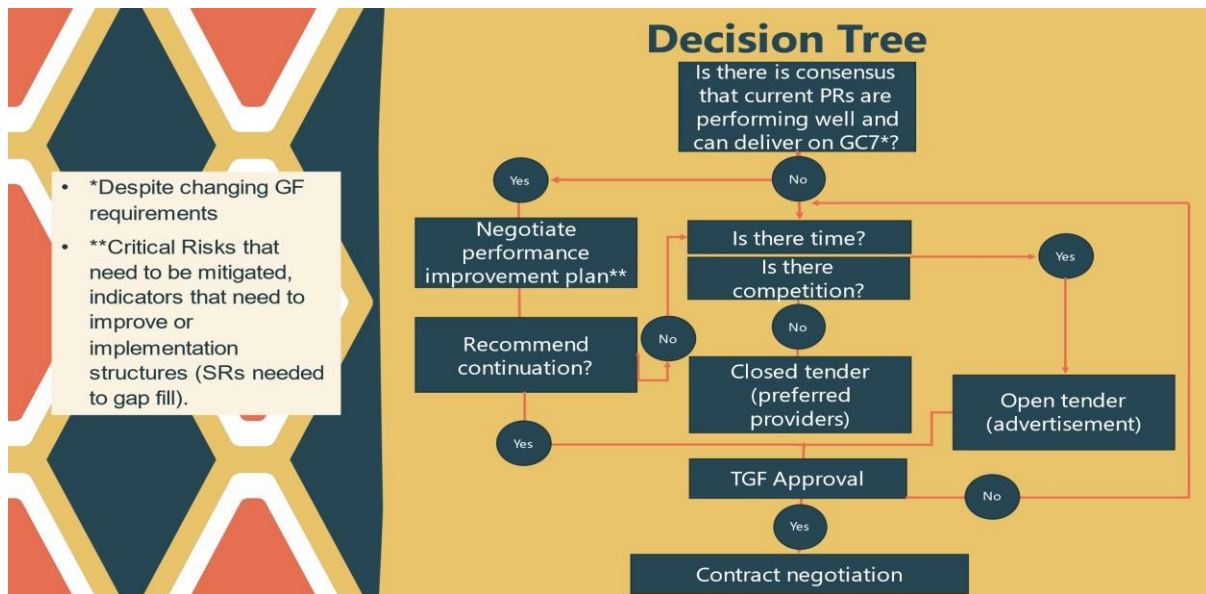 Decision Tree
Is there is consensus
that current PRs are
performing well and
can deliver on GC7*?
Yes
No
• *Despite changing GF
requirements
• **Critical Risks that
need to be mitigated,
indicators that need to
improve or
implementation
structures (SRs needed
to gap fill).
Negotiate
performance
improvement plan**
Is there time?
Yes
Is there
competition?
No
No
Recommend
continuation?
Closed tender
(preferred
providers)
Open tender
(advertisement)
Yes
TGF Approval
No
Yes
Contract negotiation